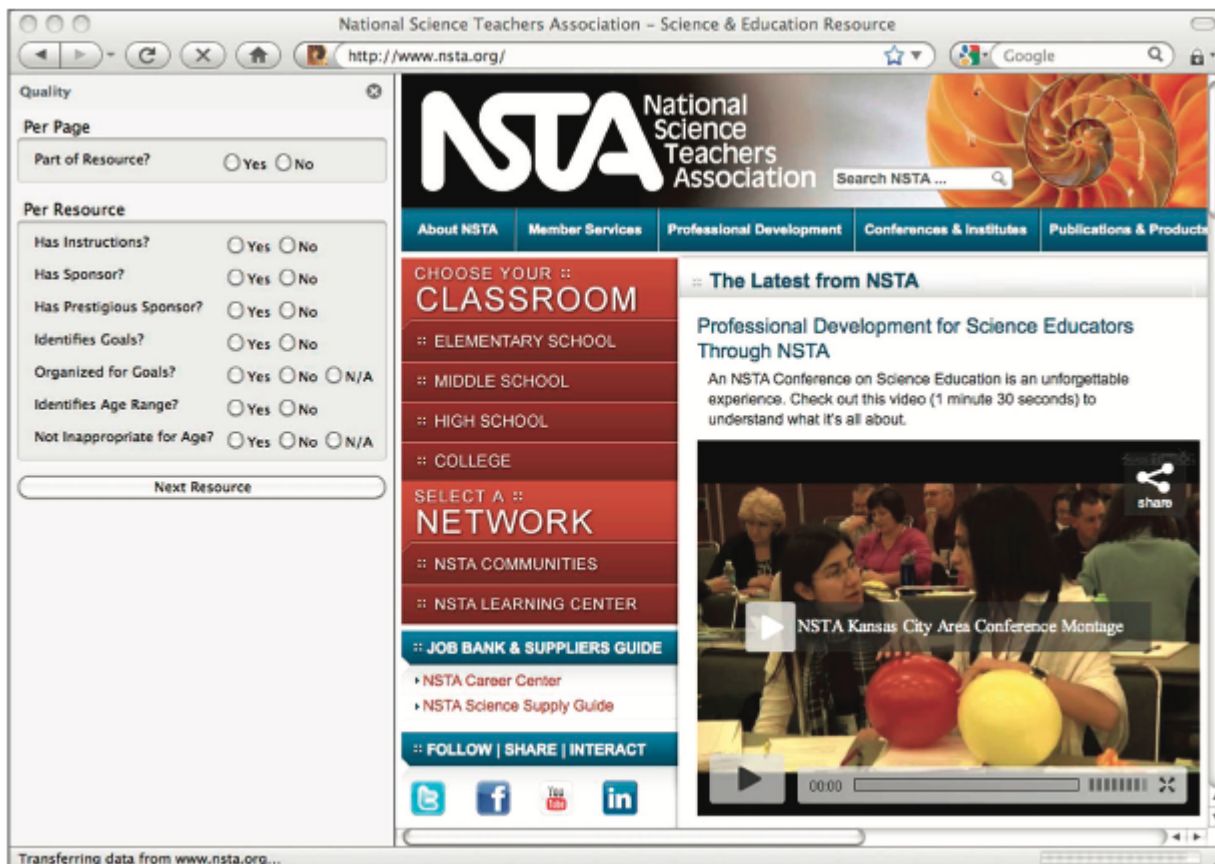 National Science Teachers Association – Science & Education Resource
http://www.nsta.org/
Google
Quality
Per Page
Part of Resource? Yes No
Per Resource
Has Instructions? Yes No
Has Sponsor? Yes No
Has Prestigious Sponsor? Yes No
Identifies Goals? Yes No
Organized for Goals? Yes No N/A
Identifies Age Range? Yes No
Not Inappropriate for Age? Yes No N/A
Next Resource
NSTA
National
Science
Teachers
Association
Search NSTA ...
About NSTA Member Services Professional Development Conferences & Institutes Publications & Products
CHOOSE YOUR ::
CLASSROOM
:: ELEMENTARY SCHOOL
:: MIDDLE SCHOOL
:: HIGH SCHOOL
:: COLLEGE
SELECT A ::
NETWORK
:: NSTA COMMUNITIES
:: NSTA LEARNING CENTER
:: JOB BANK & SUPPLIERS GUIDE
NSTA Career Center
NSTA Science Supply Guide
:: FOLLOW | SHARE | INTERACT
You
Tube
in
:: The Latest from NSTA
Professional Development for Science Educators
Through NSTA
An NSTA Conference on Science Education is an unforgettable
experience. Check out this video (1 minute 30 seconds) to
understand what it's all about.
share
NSTA Kansas City Area Conference Montage
00:00
Transferring data from www.nsta.org...